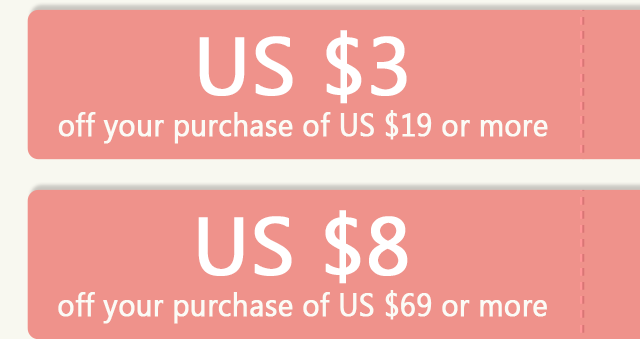 US $3
off your purchase of US $19 or more
US $8
off your purchase of US $69 or more